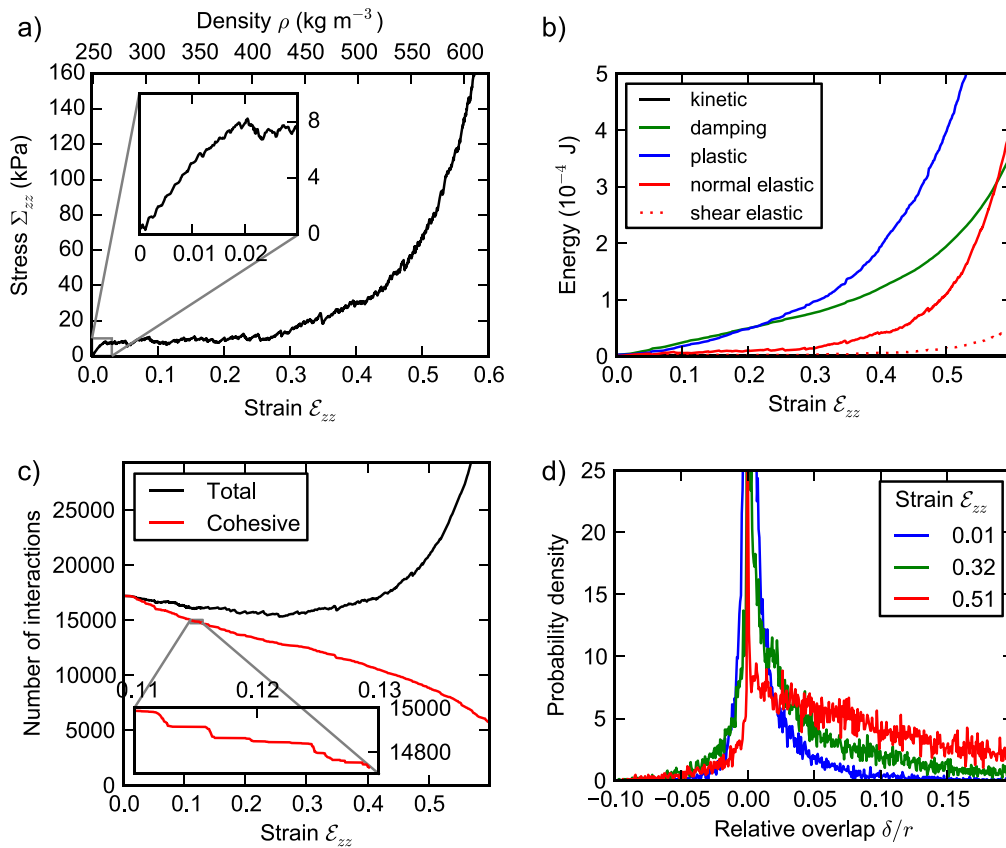 a)
Density ρ (kg m⁻³)
250 300 350 400 450 500 550 600
160
140
120
100
80
60
40
20
0
Stress Σzz (kPa)
8
4
0
0 0.01 0.02
0.0 0.1 0.2 0.3 0.4 0.5 0.6
Strain Ɛzz
b)
5
4
3
2
1
0
Energy (10⁻⁴ J)
kinetic
damping
plastic
normal elastic
shear elastic
0.0 0.1 0.2 0.3 0.4 0.5
Strain Ɛzz
c)
Total
Cohesive
25000
20000
15000
10000
5000
0
Number of interactions
0.11 0.12 0.13
15000
14800
0.0 0.1 0.2 0.3 0.4 0.5
Strain Ɛzz
d)
25
20
15
10
5
0
Probability density
Strain Ɛzz
0.01
0.32
0.51
−0.10 −0.05 0.00 0.05 0.10 0.15
Relative overlap δ/r